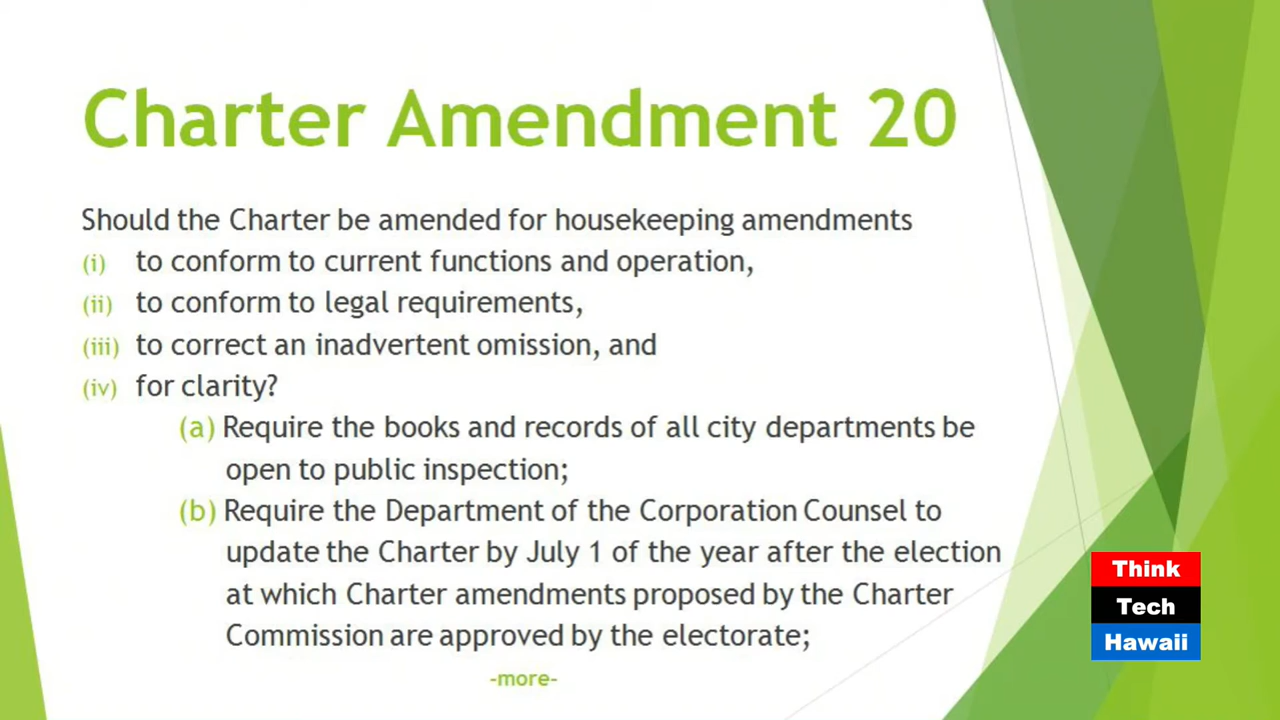 Charter Amendment 20
Should the Charter be amended for housekeeping amendments
(i) to conform to current functions and operation,
(ii) to conform to legal requirements,
(iii) to correct an inadvertent omission, and
(iv) for clarity?
(a) Require the books and records of all city departments be
open to public inspection;
(b) Require the Department of the Corporation Counsel to
update the Charter by July 1 of the year after the election
at which Charter amendments proposed by the Charter
Commission are approved by the electorate;
-more-
Think
Tech
Hawaii